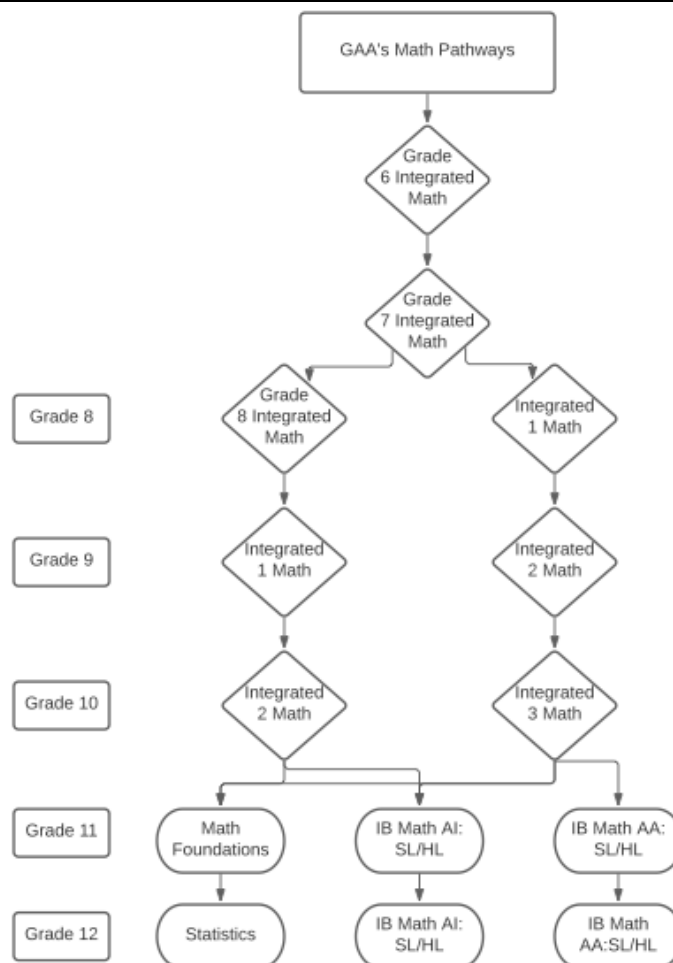 GAA's Math Pathways
Grade
6 Integrated
Math
Grade
7 Integrated
Math
Grade 8
Grade
8 Integrated
Math
Integrated
1 Math
Grade 9
Integrated
1 Math
Integrated
2 Math
Grade 10
Integrated
2 Math
Integrated
3 Math
Grade 11
Math
Foundations
IB Math AI:
SL/HL
IB Math AA:
SL/HL
Grade 12
Statistics
IB Math AI:
SL/HL
IB Math
AA:SL/HL